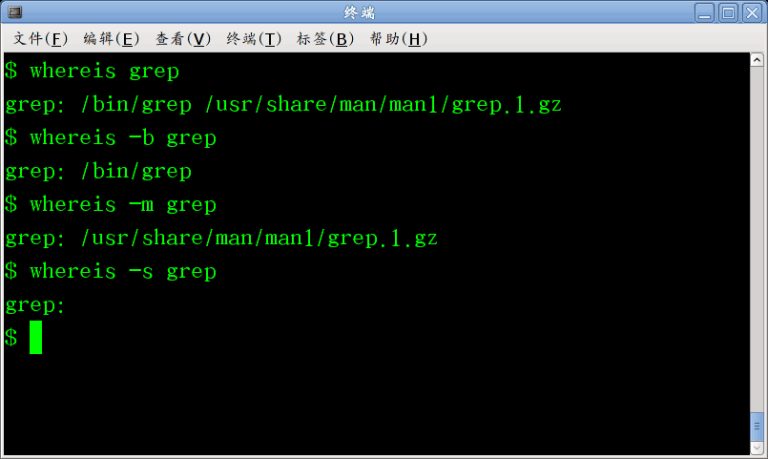 终端
文件(F) 编辑(E) 查看(V) 终端(T) 标签(B) 帮助(H)
$ whereis grep
grep: /bin/grep /usr/share/man/man1/grep.1.gz
$ whereis -b grep
grep: /bin/grep
$ whereis -m grep
grep: /usr/share/man/man1/grep.1.gz
$ whereis -s grep
grep:
$